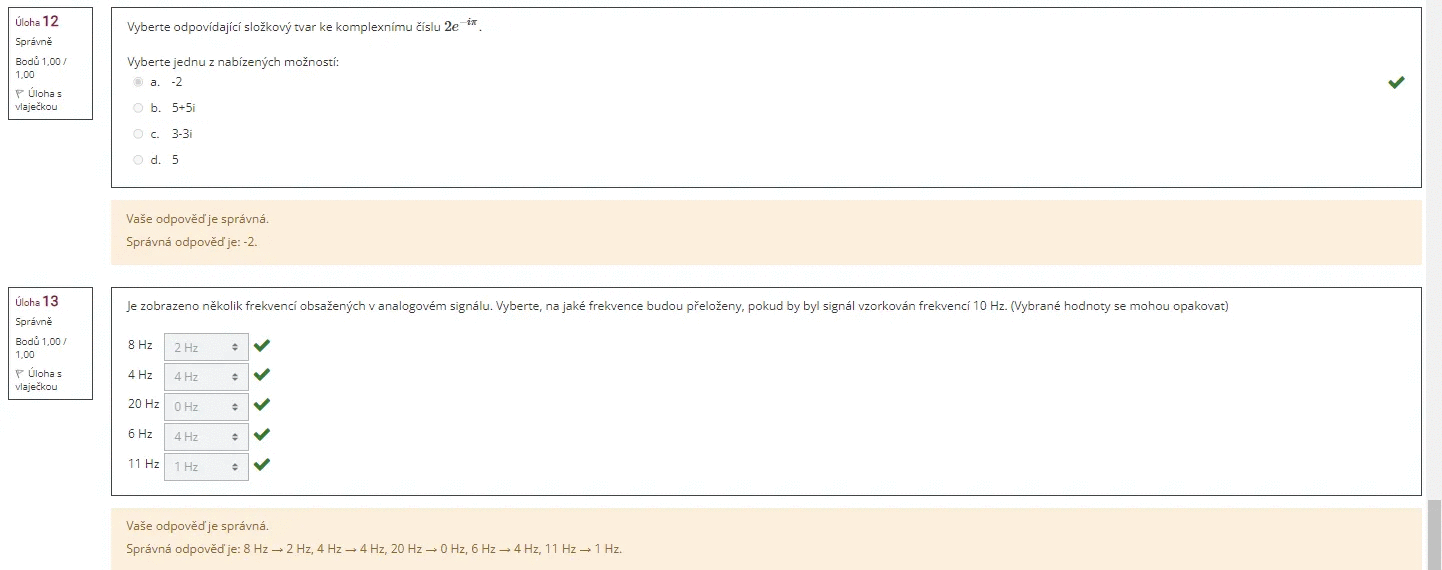 Úloha 12
Správně
Bodů 1,00 /
1,00
Úloha s
vlaječkou
Vyberte odpovídající složkový tvar ke komplexnímu číslu 2e^{-iπ}.
Vyberte jednu z nabízených možností:
a. -2
b. 5+5i
c. 3-3i
d. 5
Vaše odpověď je správná.
Správná odpověď je: -2.
Úloha 13
Správně
Bodů 1,00 /
1,00
Úloha s
vlaječkou
Je zobrazeno několik frekvencí obsažených v analogovém signálu. Vyberte, na jaké frekvence budou přeloženy, pokud by byl signál vzorkován frekvencí 10 Hz. (Vybrané hodnoty se mohou opakovat)
8 Hz 2 Hz
4 Hz 4 Hz
20 Hz 0 Hz
6 Hz 4 Hz
11 Hz 1 Hz
Vaše odpověď je správná.
Správná odpověď je: 8 Hz → 2 Hz, 4 Hz → 4 Hz, 20 Hz → 0 Hz, 6 Hz → 4 Hz, 11 Hz → 1 Hz.